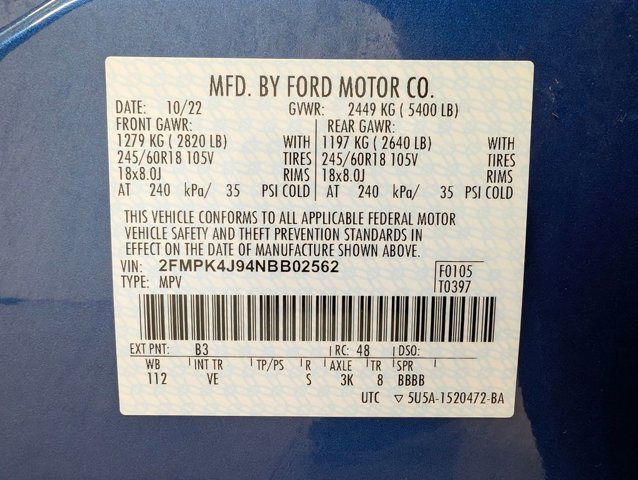 MFD. BY FORD MOTOR CO.
DATE: 10/22 GVWR: 2449 KG ( 5400 LB)
FRONT GAWR: REAR GAWR:
1279 KG ( 2820 LB) WITH 1197 KG ( 2640 LB) WITH
245/60R18 105V TIRES 245/60R18 105V TIRES
18x8.0J RIMS 18x8.0J RIMS
AT 240 kPa/ 35 PSI COLD AT 240 kPa/ 35 PSI COLD
THIS VEHICLE CONFORMS TO ALL APPLICABLE FEDERAL MOTOR
VEHICLE SAFETY AND THEFT PREVENTION STANDARDS IN
EFFECT ON THE DATE OF MANUFACTURE SHOWN ABOVE.
VIN: 2FMPK4J94NBB02562 F0105
TYPE: MPV T0397
EXT PNT: B3 RC: 48 DSO:
WB INT TR TP/PS R AXLE TR SPR
112 VE S 3K 8 BBBB
UTC ▽ 5U5A-1520472-BA